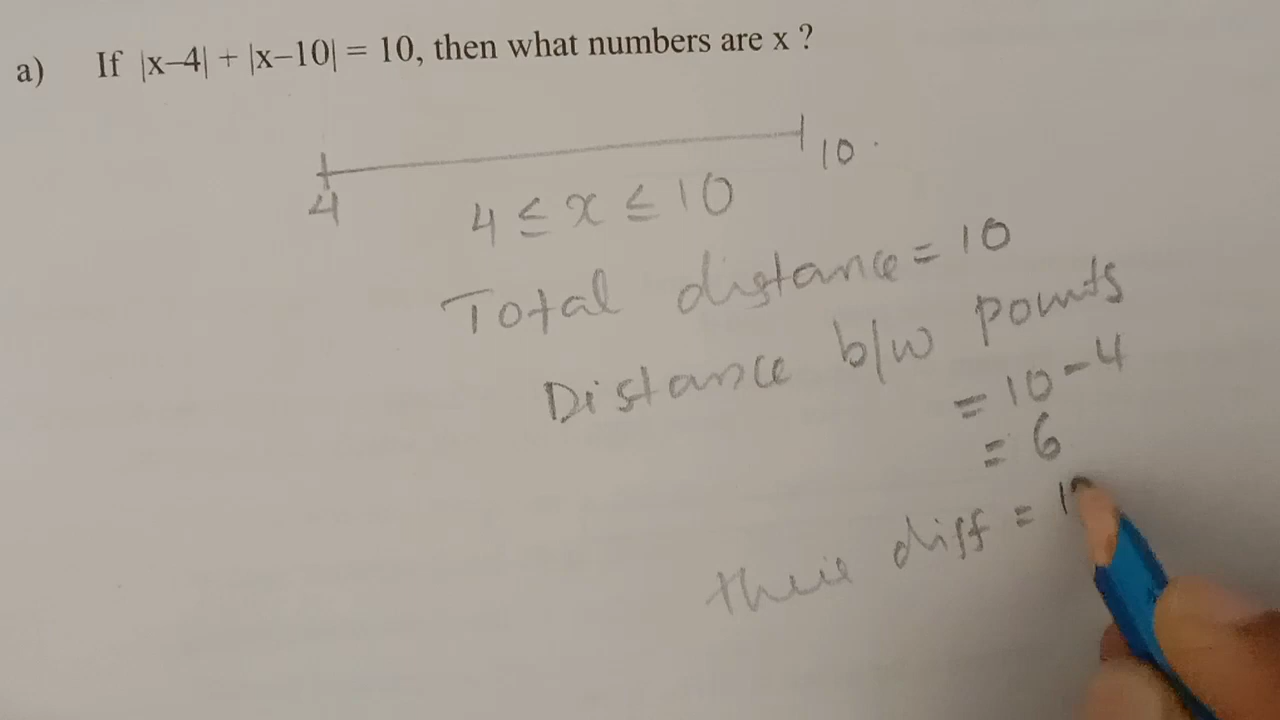 a) If |x–4| + |x–10| = 10, then what numbers are x ?
4 10.
4 ≤ x ≤ 10
Total distance = 10
Distance b/w points
= 10 - 4
= 6
their diff = 1